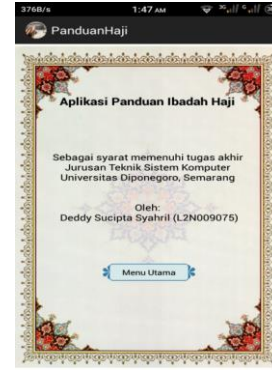 376B/s 1:47 AM
PanduanHaji
Aplikasi Panduan Ibadah Haji
Sebagai syarat memenuhi tugas akhir
Jurusan Teknik Sistem Komputer
Universitas Diponegoro, Semarang
Oleh:
Deddy Sucipta Syahril (L2N009075)
Menu Utama